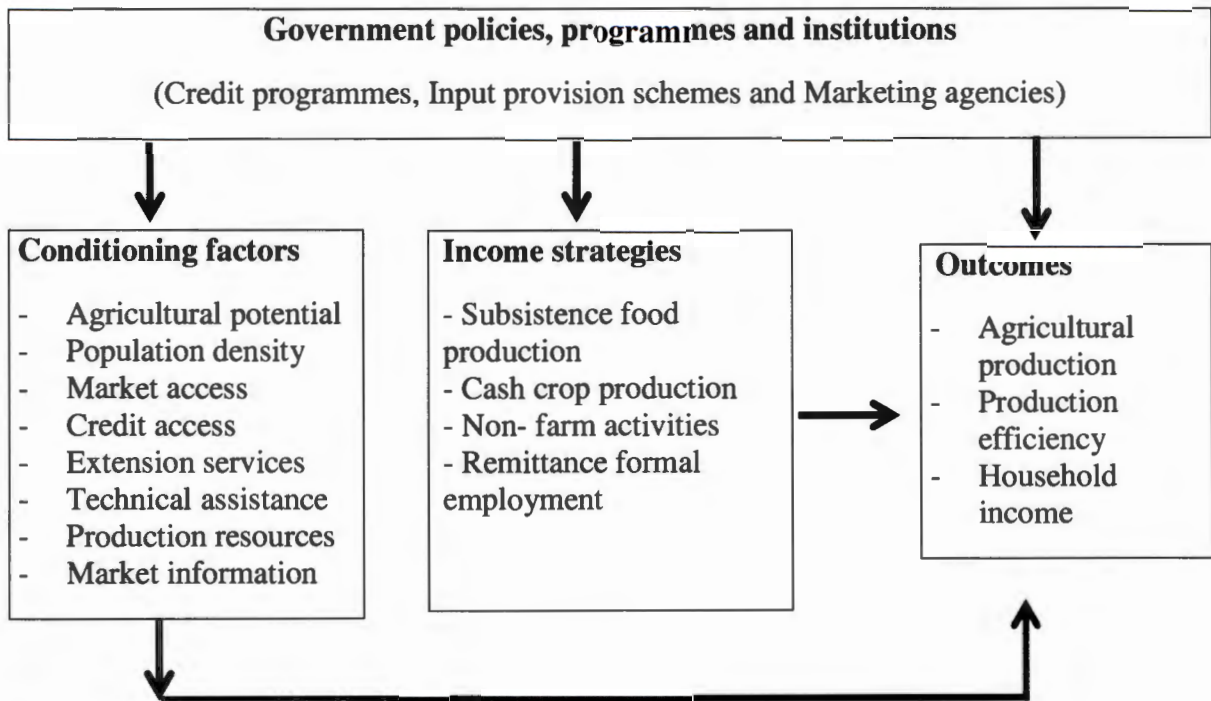 Government policies, programmes and institutions
(Credit programmes, Input provision schemes and Marketing agencies)
Conditioning factors
- Agricultural potential
- Population density
- Market access
- Credit access
- Extension services
- Technical assistance
- Production resources
- Market information
Income strategies
- Subsistence food
production
- Cash crop production
- Non- farm activities
- Remittance formal
employment
Outcomes
- Agricultural
production
- Production
efficiency
- Household
income